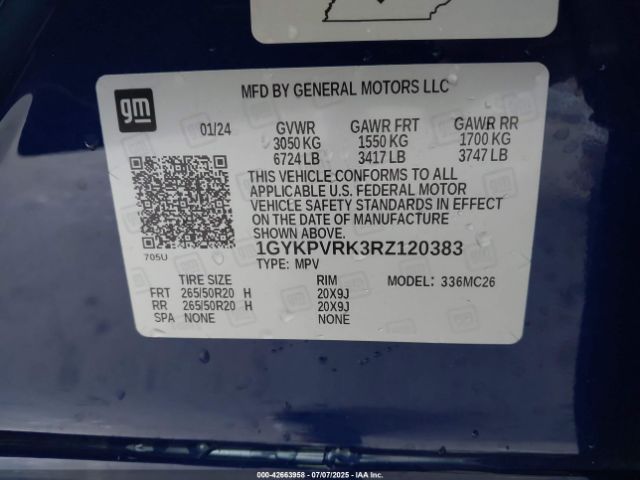 gm
MFD BY GENERAL MOTORS LLC
01/24 GVWR GAWR FRT GAWR RR
3050 KG 1550 KG 1700 KG
6724 LB 3417 LB 3747 LB
THIS VEHICLE CONFORMS TO ALL
APPLICABLE U.S. FEDERAL MOTOR
VEHICLE SAFETY STANDARDS IN EFFECT
ON THE DATE OF MANUFACTURE
SHOWN ABOVE.
705U
1GYKPVRK3RZ120383
TYPE: MPV
TIRE SIZE RIM MODEL: 336MC26
FRT 265/50R20 H 20X9J
RR 265/50R20 H 20X9J
SPA NONE NONE
000-42663958 - 07/07/2025 - IAA Inc.